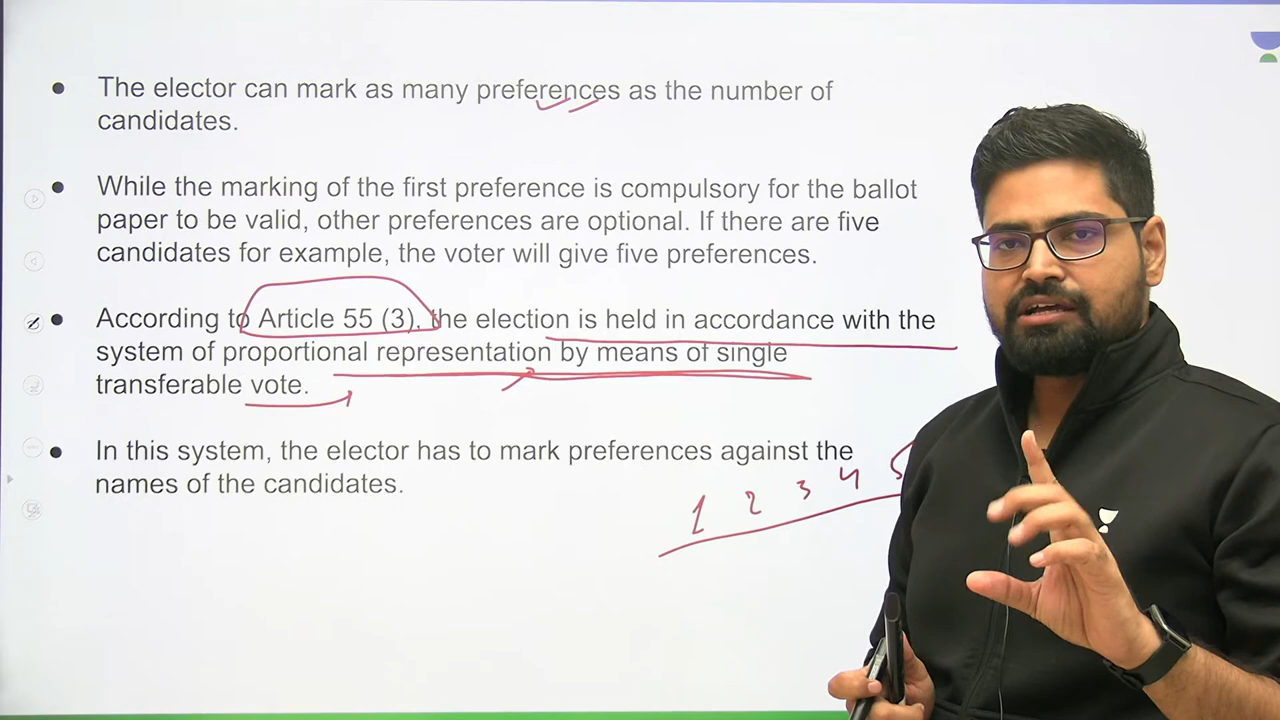 ● The elector can mark as many preferences as the number of
candidates.
● While the marking of the first preference is compulsory for the ballot
paper to be valid, other preferences are optional. If there are five
candidates for example, the voter will give five preferences.
● According to Article 55 (3), the election is held in accordance with the
system of proportional representation by means of single
transferable vote.
● In this system, the elector has to mark preferences against the
names of the candidates.
1 2 3 4 5